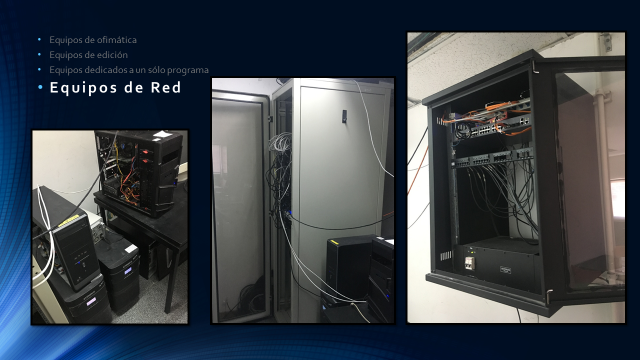 Equipos de ofimática
Equipos de edición
Equipos dedicados a un sólo programa
Equipos de Red